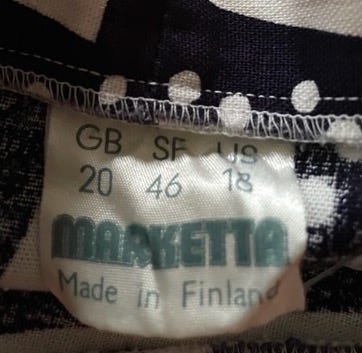 GB SF US
20 46 18
MARKETTA
Made in Finland